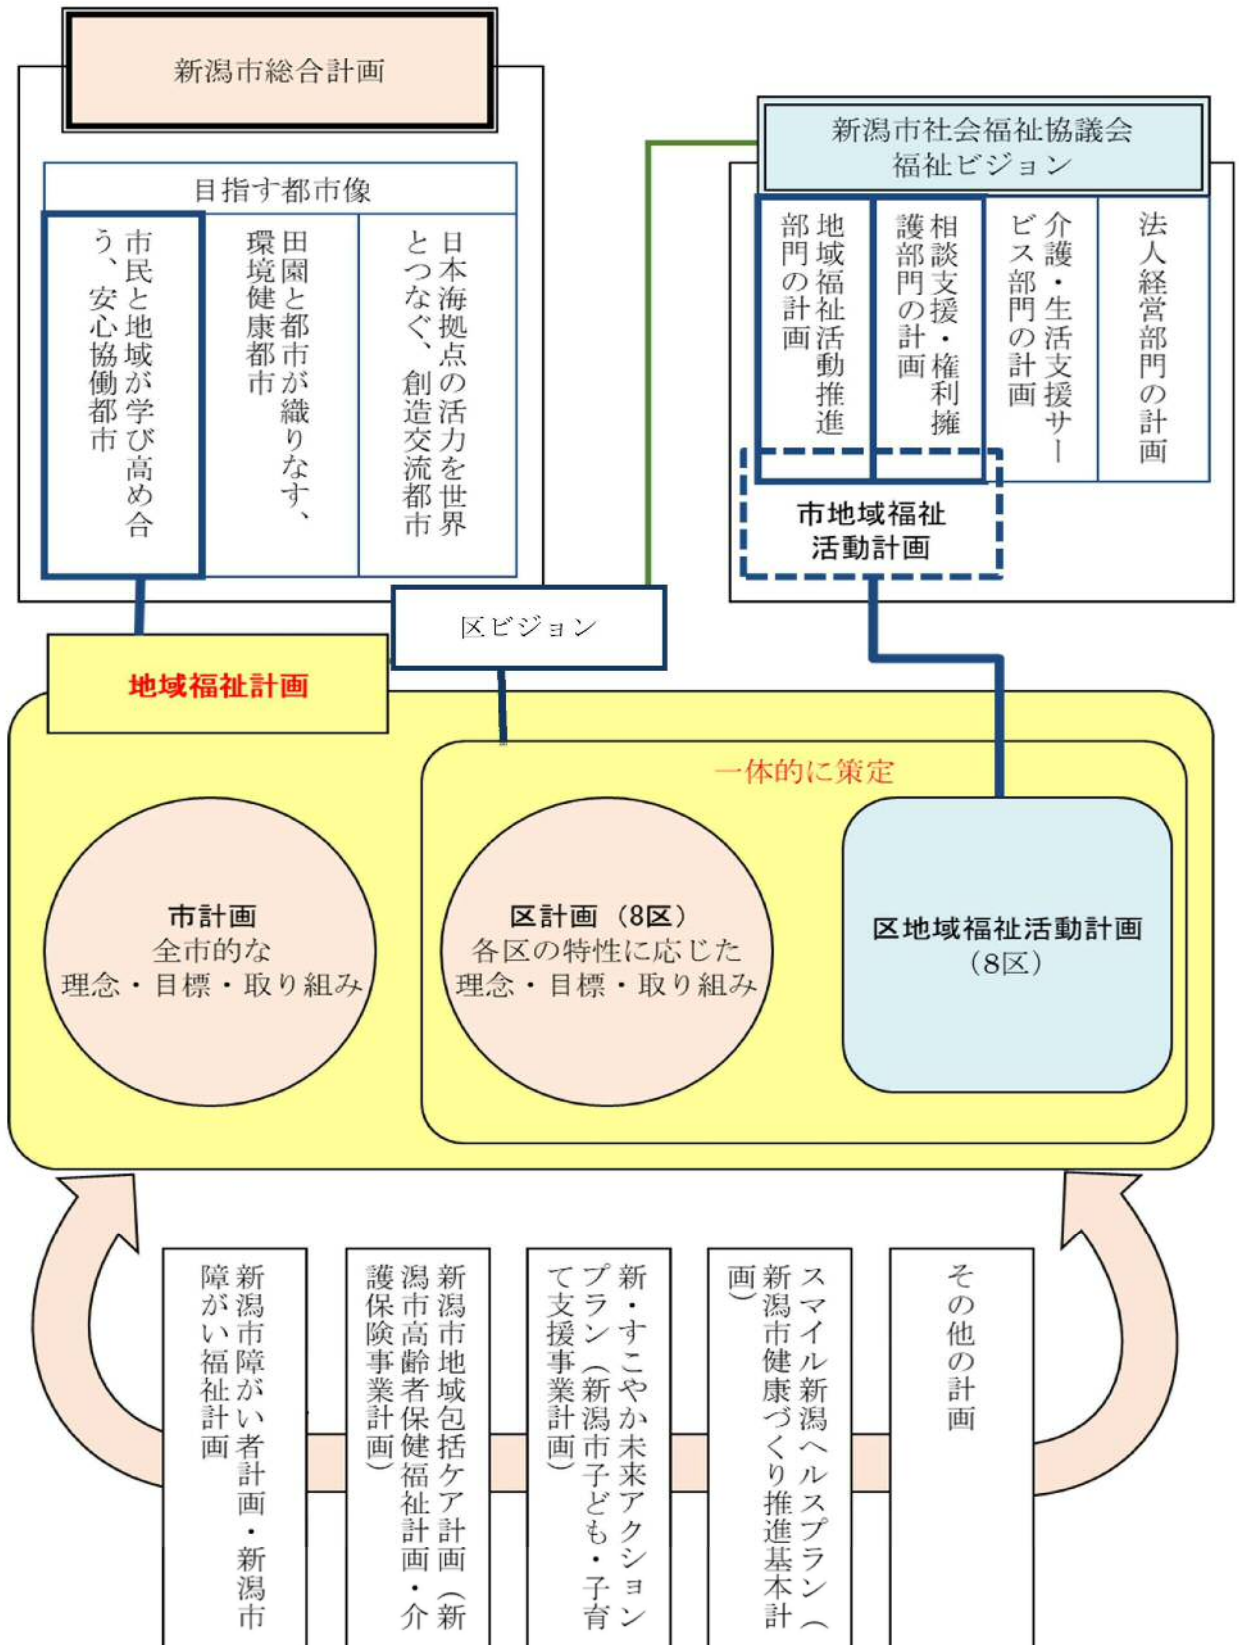 新潟市総合計画
目指す都市像
市民と地域が学び高め合
う、安心協働都市
田園と都市が織りなす、
環境健康都市
日本海拠点の活力を世界
とつなぐ、創造交流都市
新潟市社会福祉協議会
福祉ビジョン
地域福祉活動推進
部門の計画
相談支援・権利擁
護部門の計画
介護・生活支援サー
ビス部門の計画
法人経営部門の計画
市地域福祉
活動計画
区ビジョン
地域福祉計画
一体的に策定
市計画
全市的な
理念・目標・取り組み
区計画（8区）
各区の特性に応じた
理念・目標・取り組み
区地域福祉活動計画
（8区）
新潟市障がい者計画・新潟市
障がい福祉計画
新潟市地域包括ケア計画（新
潟市高齢者保健福祉計画・介
護保険事業計画）
新・すこやか未来アクション
プラン（新潟市子ども・子育
て支援事業計画）
スマイル新潟ヘルスプラン（
新潟市健康づくり推進基本計
画）
その他の計画